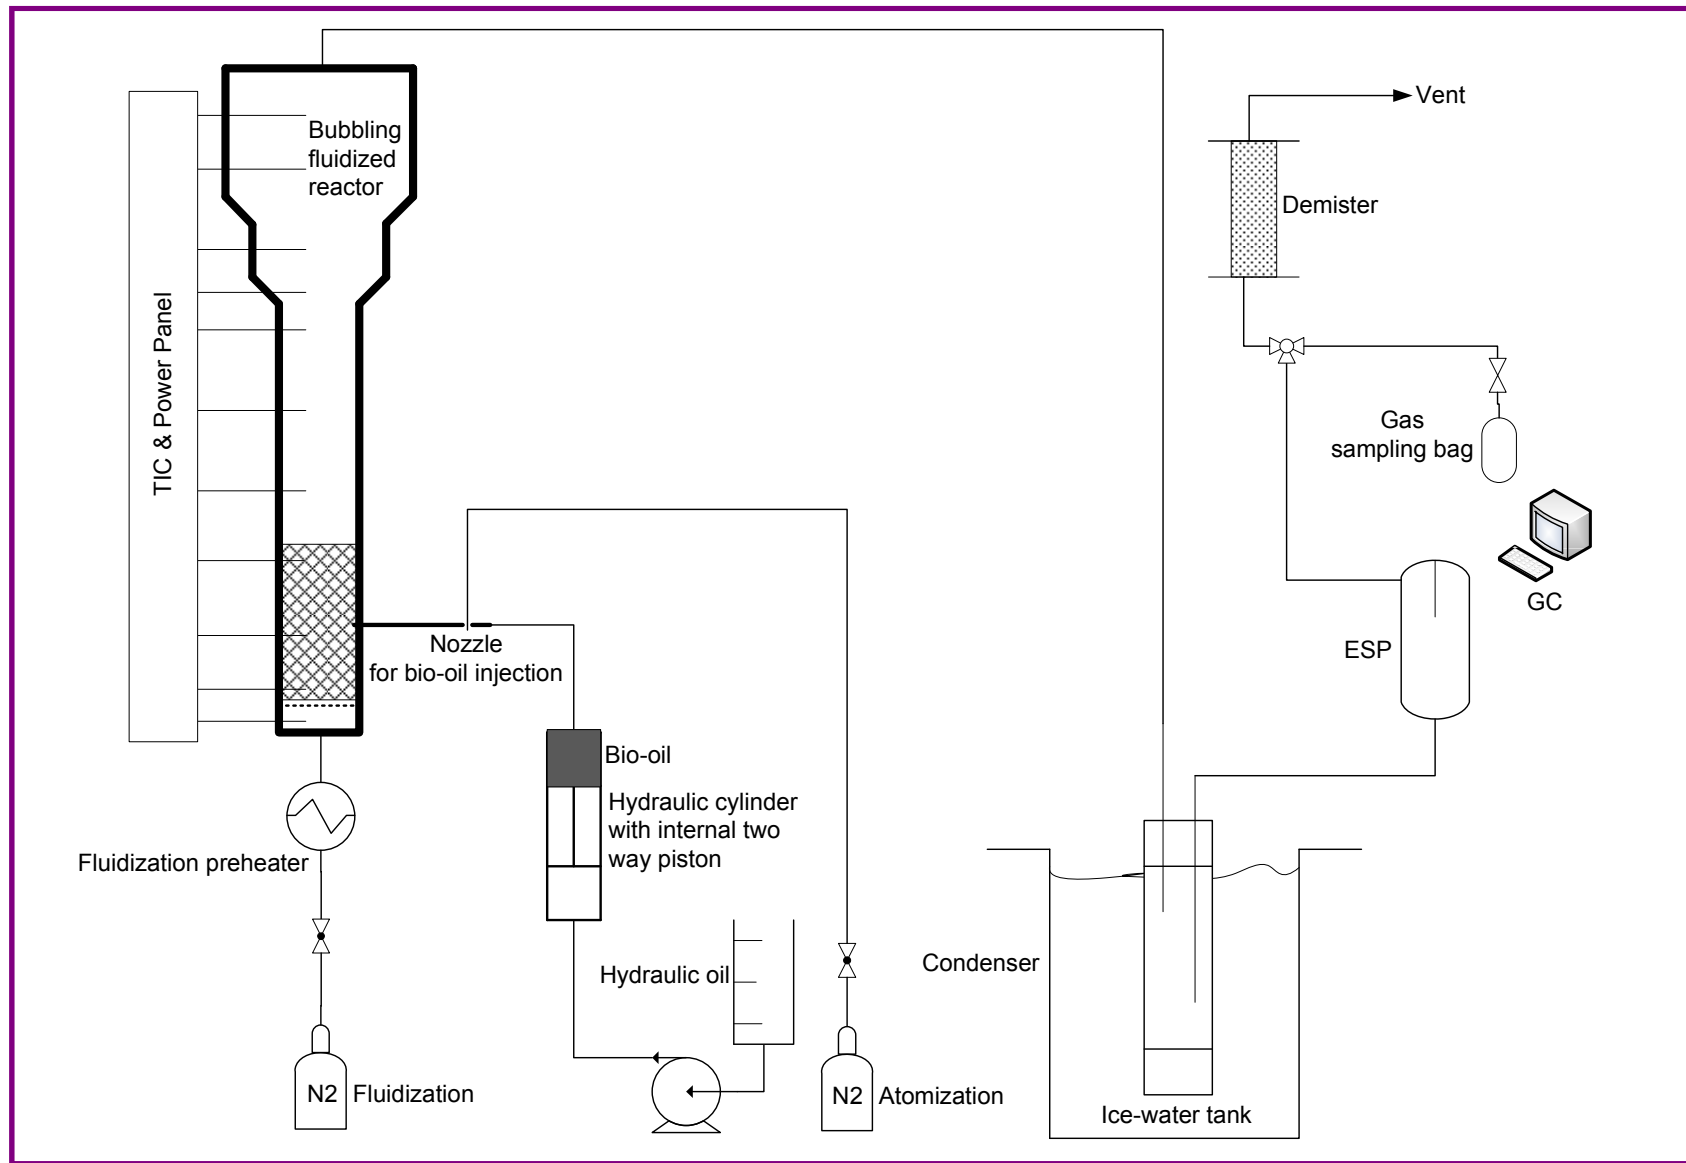 Vent
Bubbling
fluidized
reactor
Demister
TIC & Power Panel
Gas
sampling bag
GC
Nozzle
for bio-oil injection
ESP
Bio-oil
Hydraulic cylinder
with internal two
way piston
Fluidization preheater
Hydraulic oil
Condenser
N2 Fluidization
N2 Atomization
Ice-water tank